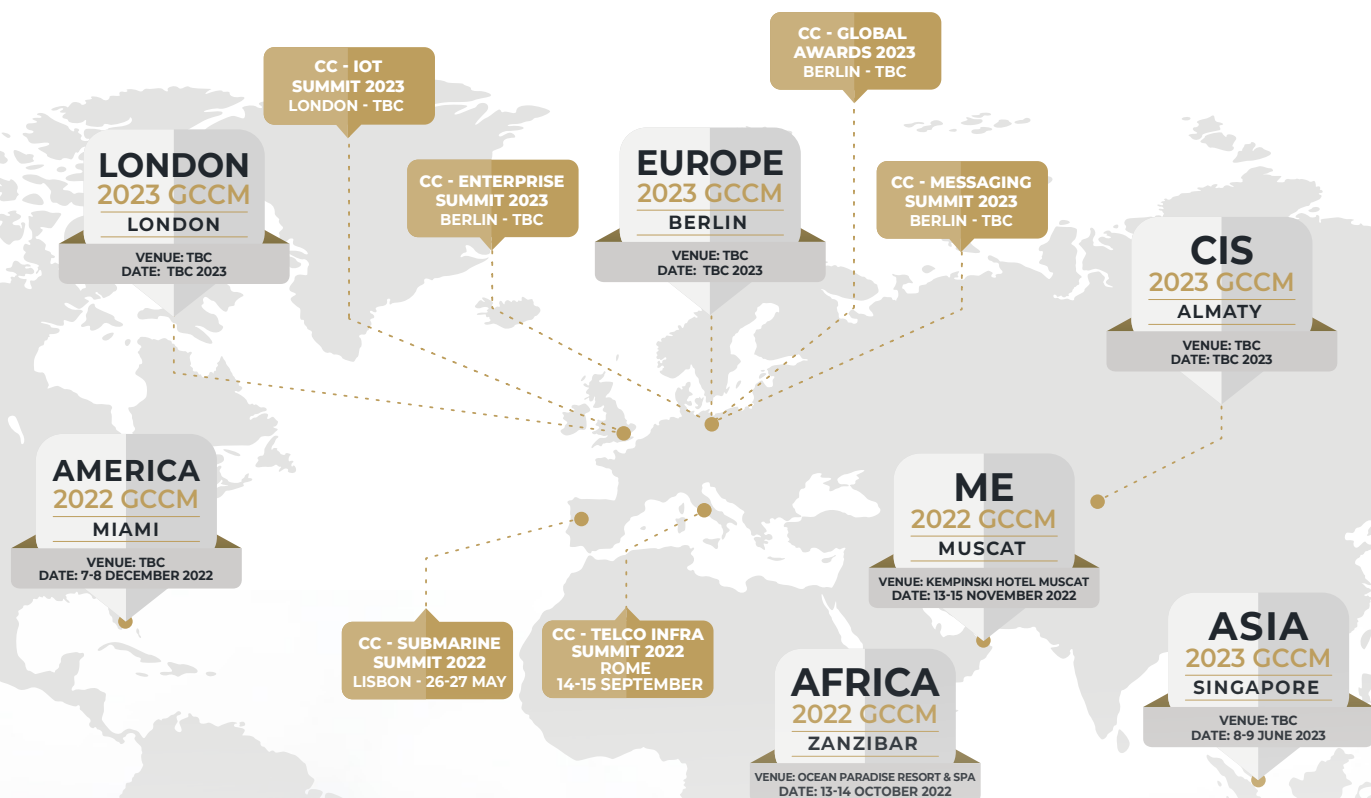 CC - GLOBAL
AWARDS 2023
BERLIN - TBC
CC - IOT
SUMMIT 2023
LONDON - TBC
LONDON
2023 GCCM
LONDON
VENUE: TBC
DATE: TBC 2023
CC - ENTERPRISE
SUMMIT 2023
BERLIN - TBC
EUROPE
2023 GCCM
BERLIN
VENUE: TBC
DATE: TBC 2023
CC - MESSAGING
SUMMIT 2023
BERLIN - TBC
CIS
2023 GCCM
ALMATY
VENUE: TBC
DATE: TBC 2023
AMERICA
2022 GCCM
MIAMI
VENUE: TBC
DATE: 7-8 DECEMBER 2022
ME
2022 GCCM
MUSCAT
VENUE: KEMPINSKI HOTEL MUSCAT
DATE: 13-15 NOVEMBER 2022
CC - SUBMARINE
SUMMIT 2022
LISBON - 26-27 MAY
CC - TELCO INFRA
SUMMIT 2022
ROME
14-15 SEPTEMBER
AFRICA
2022 GCCM
ZANZIBAR
VENUE: OCEAN PARADISE RESORT & SPA
DATE: 13-14 OCTOBER 2022
ASIA
2023 GCCM
SINGAPORE
VENUE: TBC
DATE: 8-9 JUNE 2023